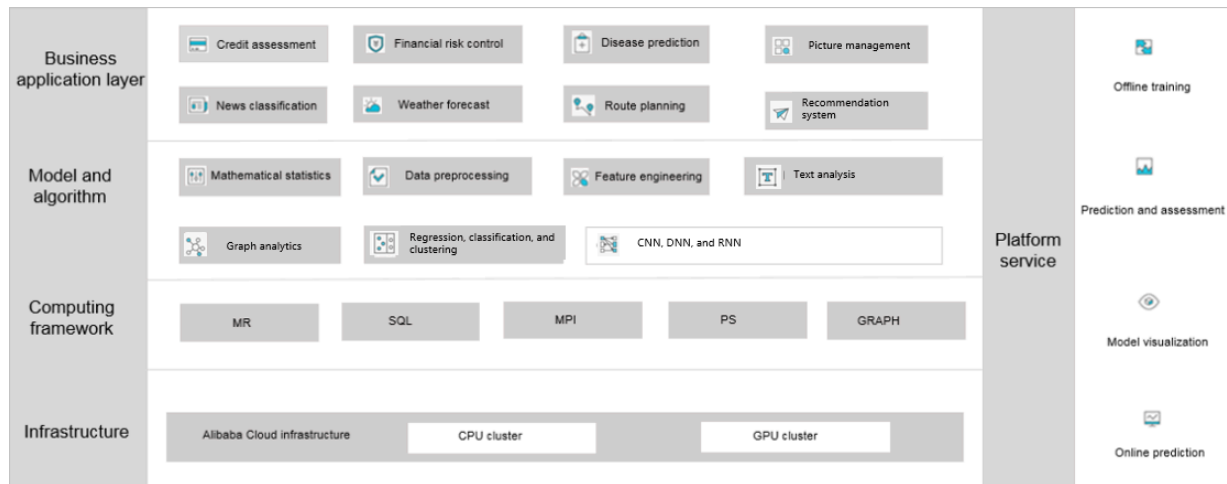 Business
application layer
Credit assessment
Financial risk control
Disease prediction
Picture management
News classification
Weather forecast
Route planning
Recommendation
system
Model and
algorithm
Mathematical statistics
Data preprocessing
Feature engineering
Text analysis
Graph analytics
Regression, classification, and
clustering
CNN, DNN, and RNN
Computing
framework
MR
SQL
MPI
PS
GRAPH
Infrastructure
Alibaba Cloud infrastructure
CPU cluster
GPU cluster
Platform
service
Offline training
Prediction and assessment
Model visualization
Online prediction